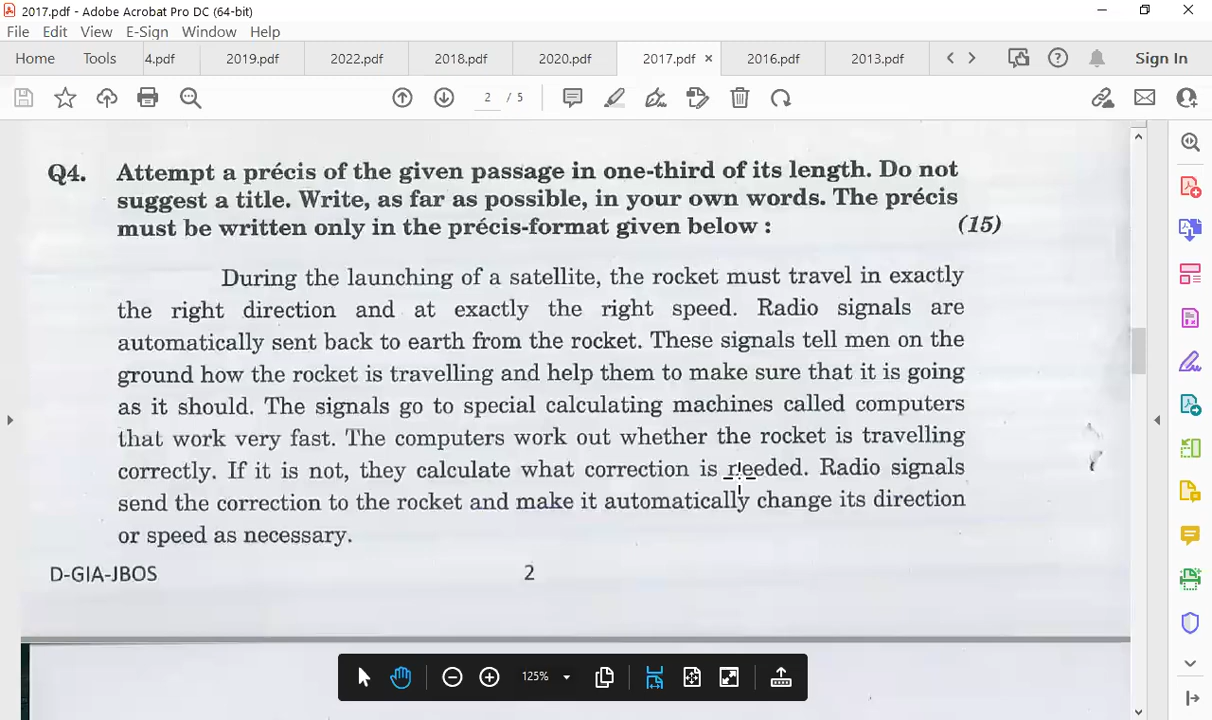 2017.pdf - Adobe Acrobat Pro DC (64-bit)
File Edit View E-Sign Window Help
Home Tools 4.pdf 2019.pdf 2022.pdf 2018.pdf 2020.pdf 2017.pdf × 2016.pdf 2013.pdf Sign In
2 / 5
Q4. Attempt a précis of the given passage in one-third of its length. Do not
suggest a title. Write, as far as possible, in your own words. The précis
must be written only in the précis-format given below : (15)
During the launching of a satellite, the rocket must travel in exactly
the right direction and at exactly the right speed. Radio signals are
automatically sent back to earth from the rocket. These signals tell men on the
ground how the rocket is travelling and help them to make sure that it is going
as it should. The signals go to special calculating machines called computers
that work very fast. The computers work out whether the rocket is travelling
correctly. If it is not, they calculate what correction is needed. Radio signals
send the correction to the rocket and make it automatically change its direction
or speed as necessary.
D-GIA-JBOS 2
125%